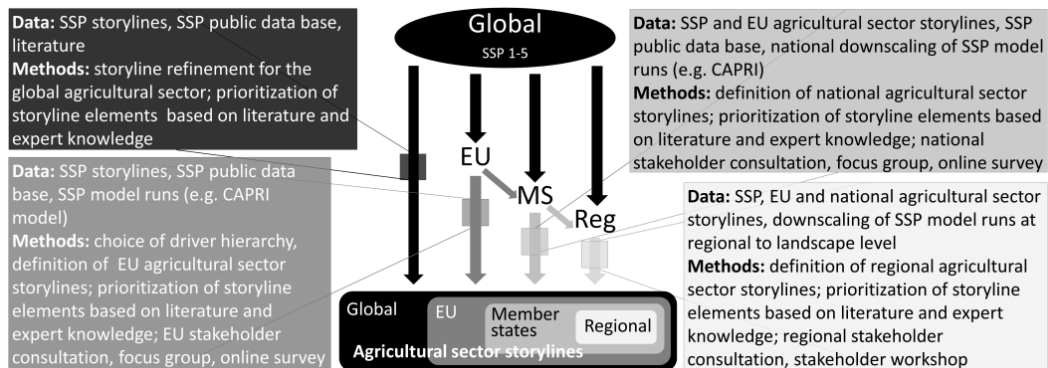 Data: SSP storylines, SSP public data base,
literature
Methods: storyline refinement for the
global agricultural sector; prioritization of
storyline elements based on literature and
expert knowledge
Data: SSP storylines, SSP public data
base, SSP model runs (e.g. CAPRI
model)
Methods: choice of driver hierarchy,
definition of EU agricultural sector
storylines; prioritization of storyline
elements based on literature and
expert knowledge; EU stakeholder
consultation, focus group, online survey
Global
SSP 1-5
EU
MS
Reg
Global
EU
Member
states
Regional
Agricultural sector storylines
Data: SSP and EU agricultural sector storylines, SSP
public data base, national downscaling of SSP model
runs (e.g. CAPRI)
Methods: definition of national agricultural sector
storylines; prioritization of storyline elements based
on literature and expert knowledge; national
stakeholder consultation, focus group, online survey
Data: SSP, EU and national agricultural sector
storylines, downscaling of SSP model runs at
regional to landscape level
Methods: definition of regional agricultural
sector storylines; prioritization of storyline
elements based on literature and expert
knowledge; regional stakeholder
consultation, stakeholder workshop